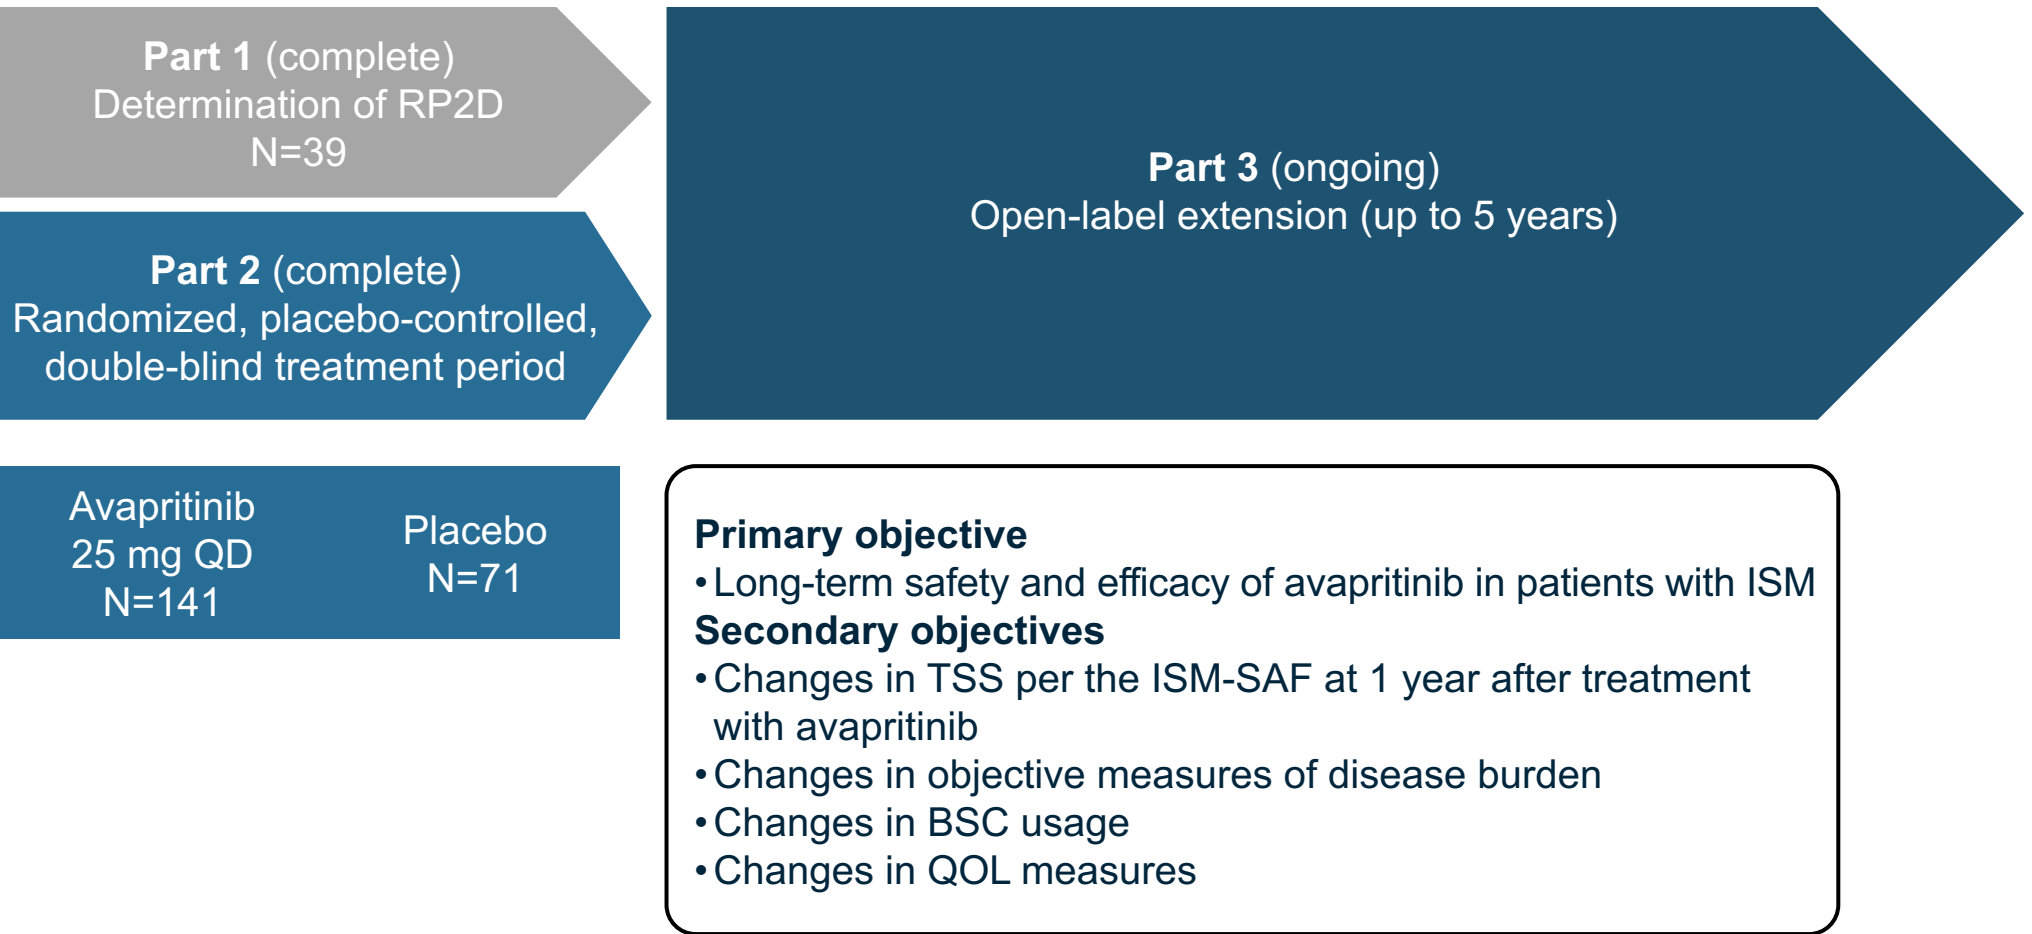 Part 1 (complete)
Determination of RP2D
N=39
Part 2 (complete)
Randomized, placebo-controlled,
double-blind treatment period
Avapritinib
25 mg QD
N=141
Placebo
N=71
Part 3 (ongoing)
Open-label extension (up to 5 years)
Primary objective
•Long-term safety and efficacy of avapritinib in patients with ISM
Secondary objectives
•Changes in TSS per the ISM-SAF at 1 year after treatment
with avapritinib
•Changes in objective measures of disease burden
•Changes in BSC usage
•Changes in QOL measures